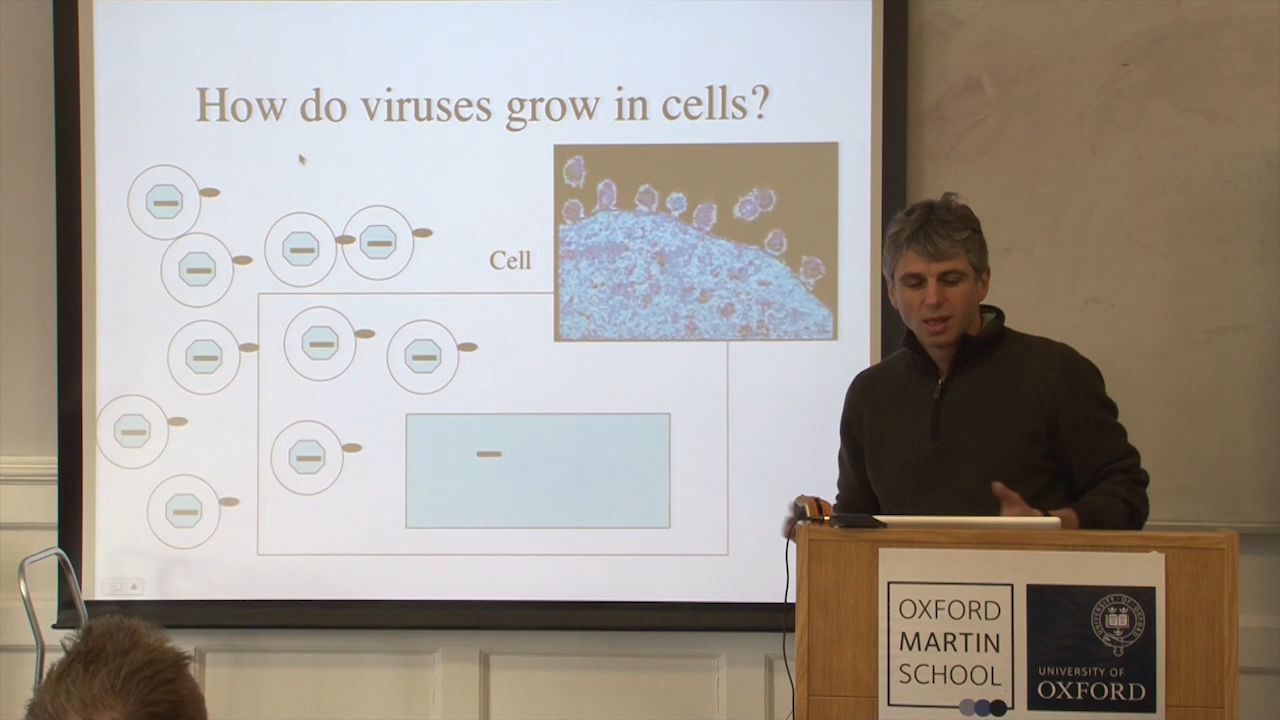 How do viruses grow in cells?
Cell
OXFORD
MARTIN
SCHOOL
UNIVERSITY OF
OXFORD